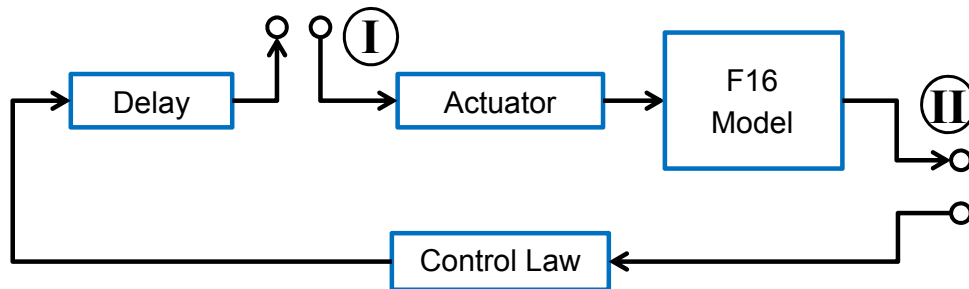 I
Delay
Actuator
F16
Model
II
Control Law